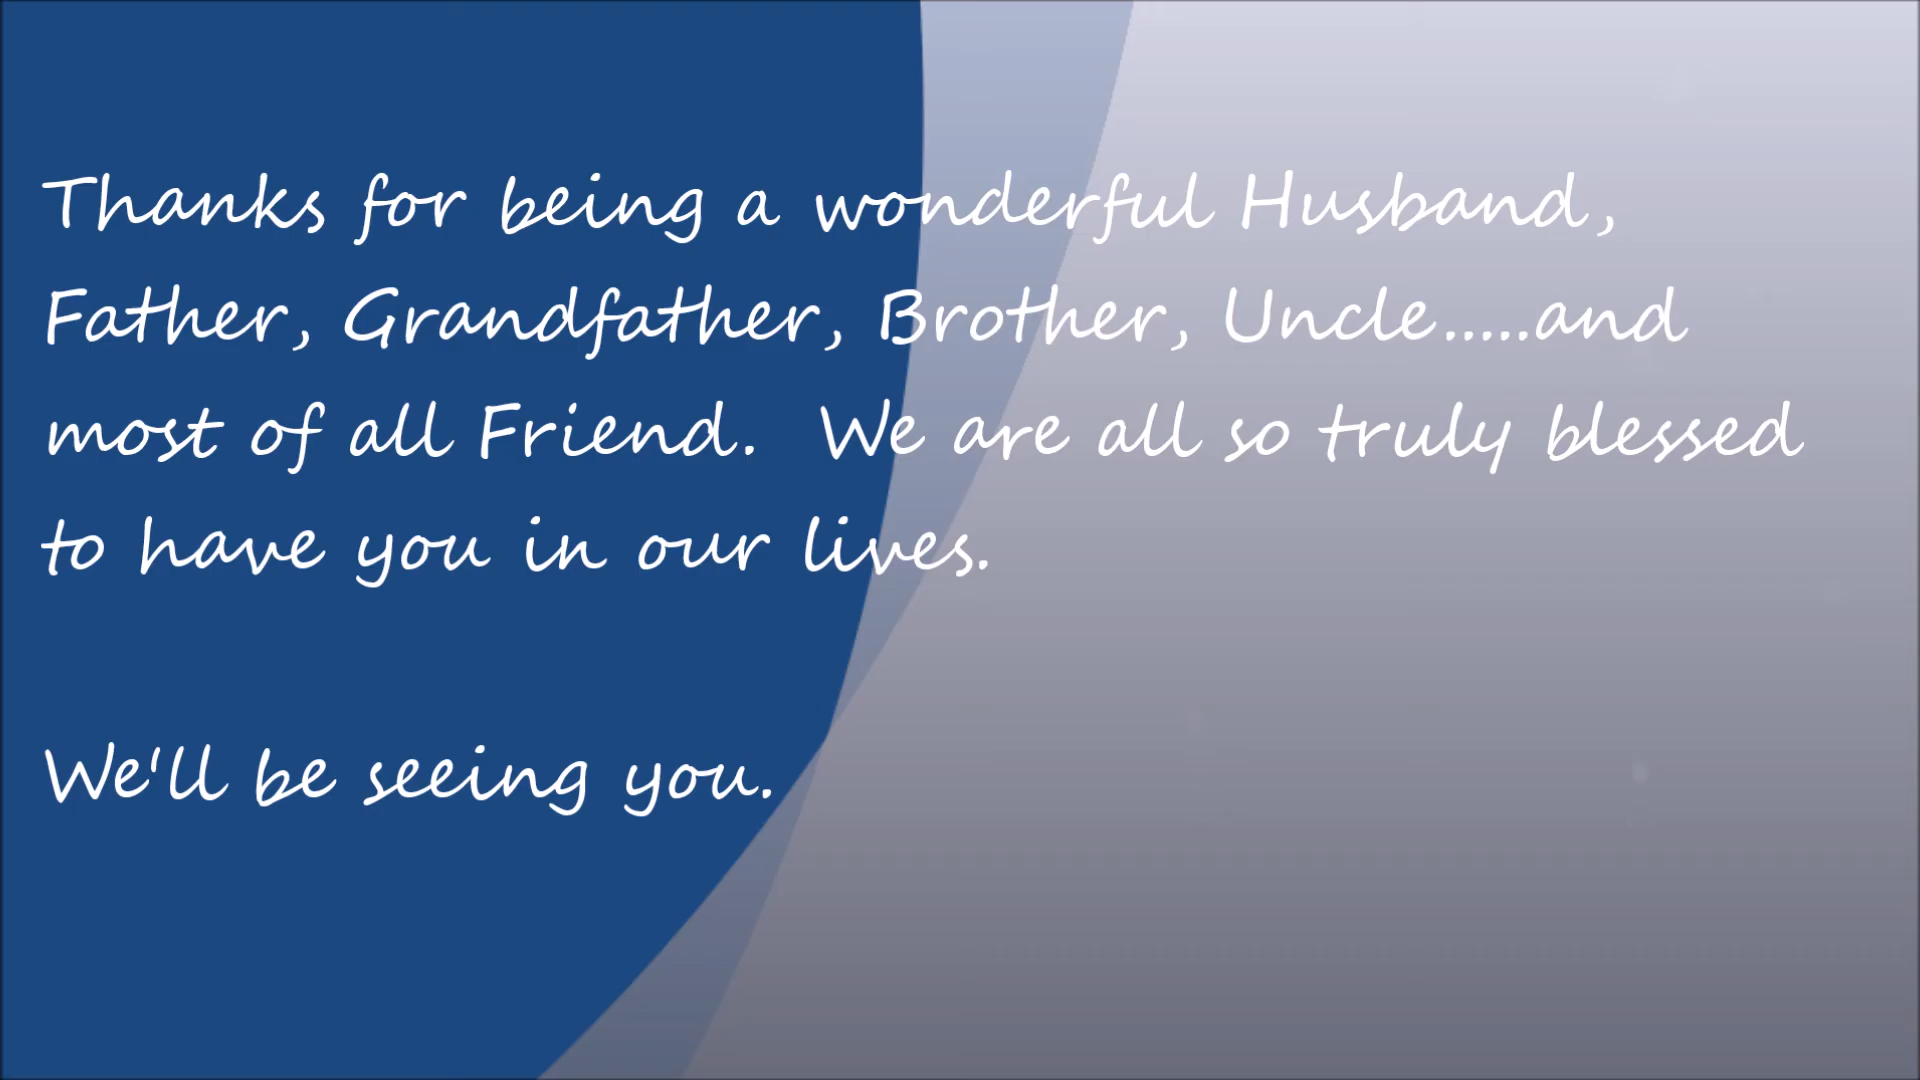 Thanks for being a wonderful Husband,
Father, Grandfather, Brother, Uncle.....and
most of all Friend.  We are all so truly blessed
to have you in our lives.
We'll be seeing you.